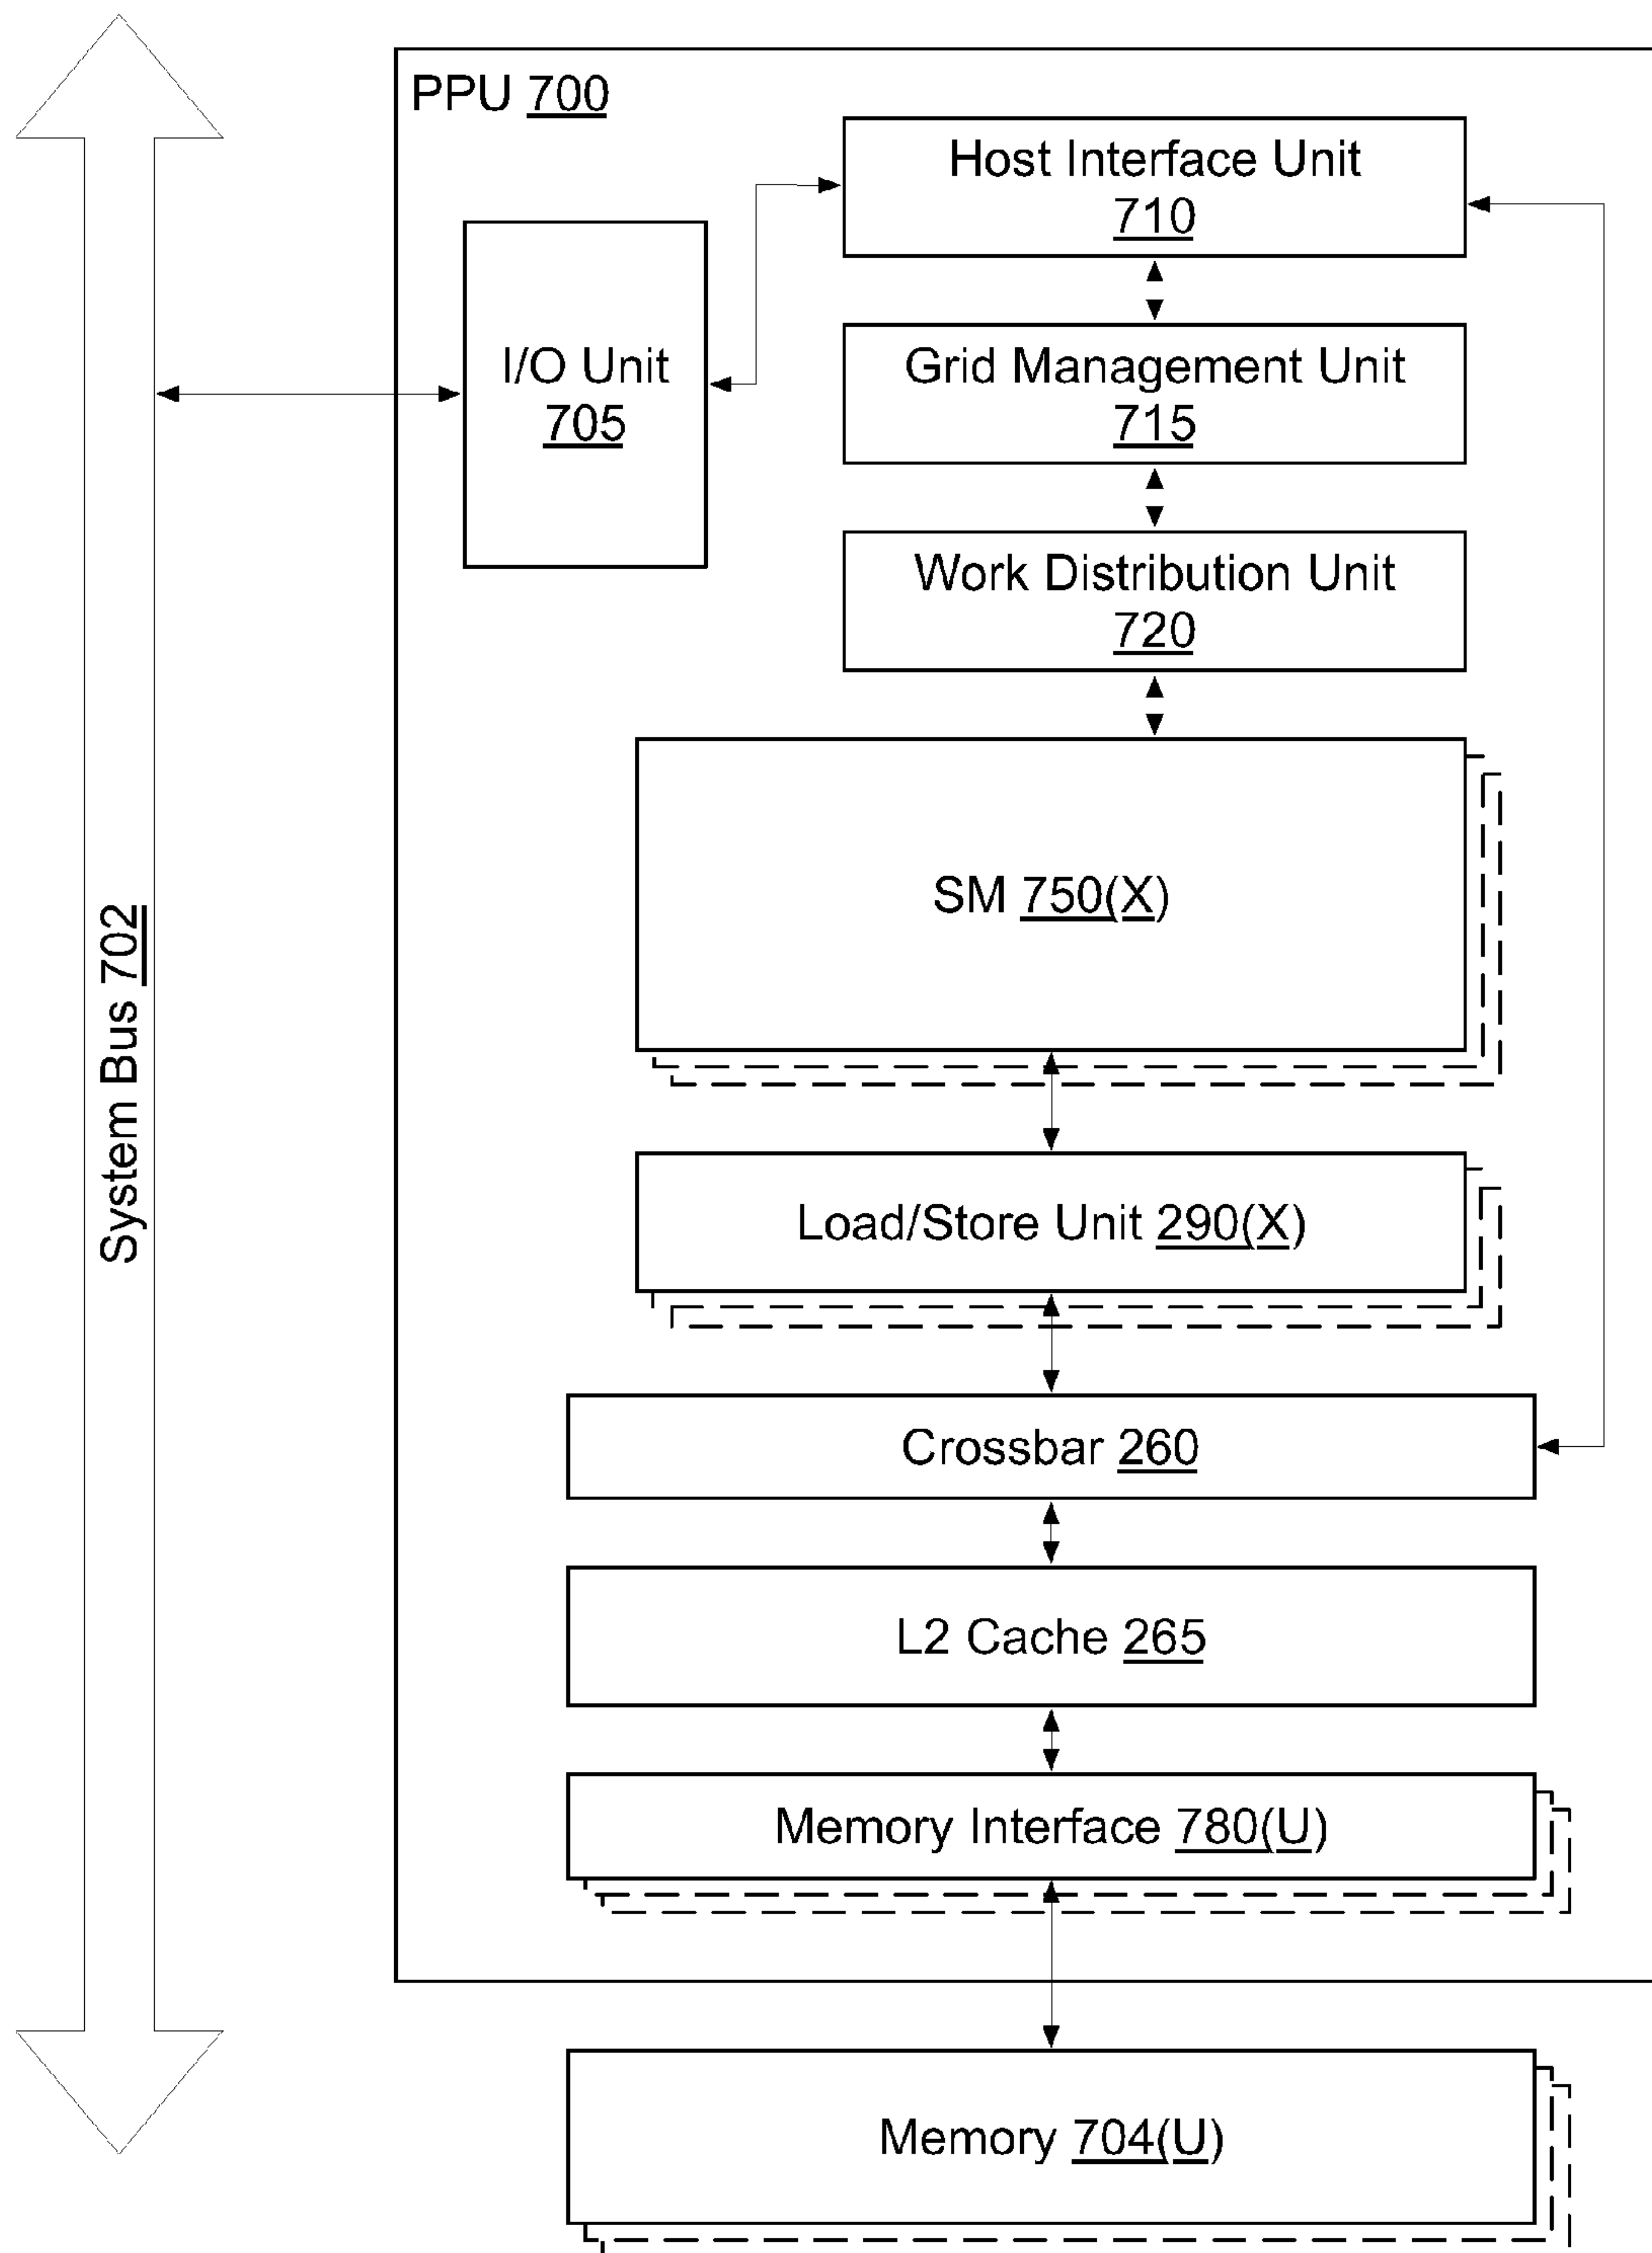 PPU 700
Host Interface Unit
710
I/O Unit
705
Grid Management Unit
715
Work Distribution Unit
720
SM 750(X)
System Bus 702
Load/Store Unit 290(X)
Crossbar 260
L2 Cache 265
Memory Interface 780(U)
Memory 704(U)